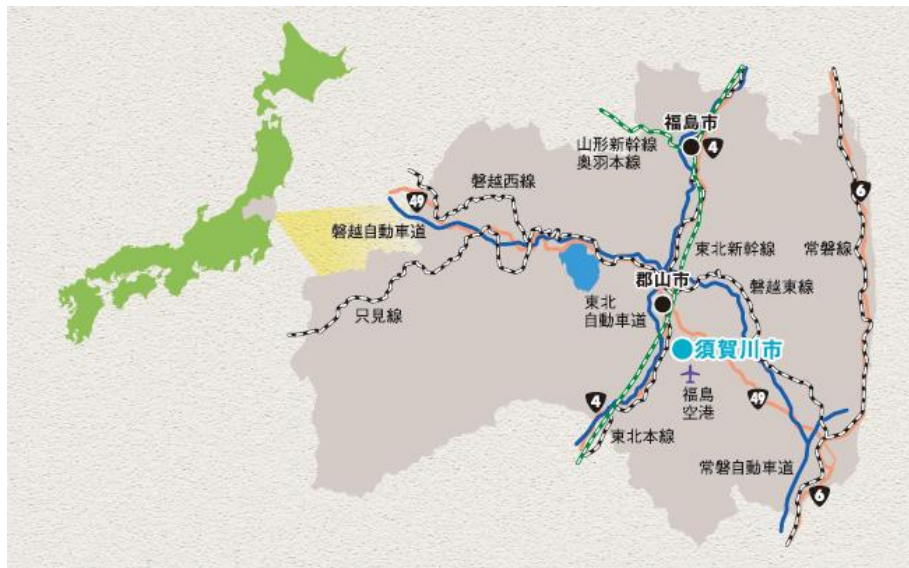 福島市
4
山形新幹線
奥羽本線
磐越西線
49
6
磐越自動車道
東北新幹線
常磐線
郡山市
磐越東線
東北
自動車道
只見線
須賀川市
福島
空港
4
49
東北本線
常磐自動車道
6